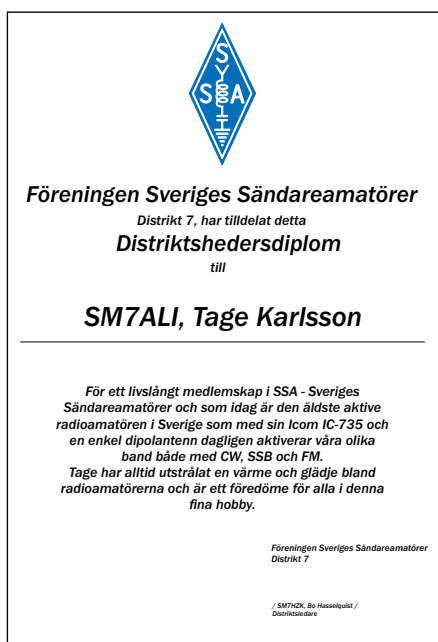 S
S A
Föreningen Sveriges Sändareamatörer
Distrikt 7, har tilldelat detta
Distriktshedersdiplom
till
SM7ALI, Tage Karlsson
För ett livslångt medlemskap i SSA - Sveriges
Sändareamatörer och som idag är den äldste aktive
radioamatören i Sverige som med sin Icom IC-735 och
en enkel dipolantenn dagligen aktiverar våra olika
band både med CW, SSB och FM.
Tage har alltid utstrålat en värme och glädje bland
radioamatörerna och är ett föredöme för alla i denna
fina hobby.
Föreningen Sveriges Sändareamatörer
Distrikt 7
/ SM7HZK, Bo Hasselquist /
Distriktsledare